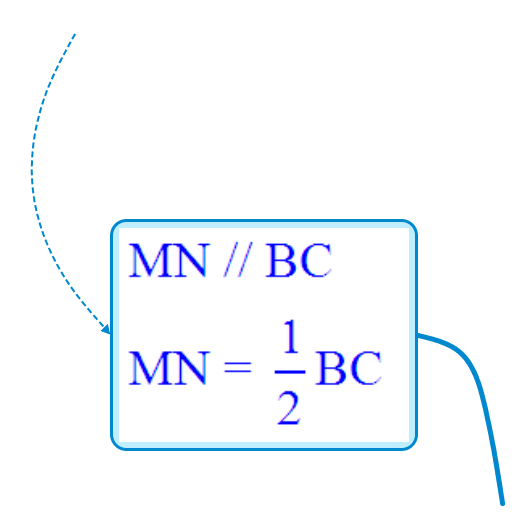 MN // BC
MN = 1/2 BC